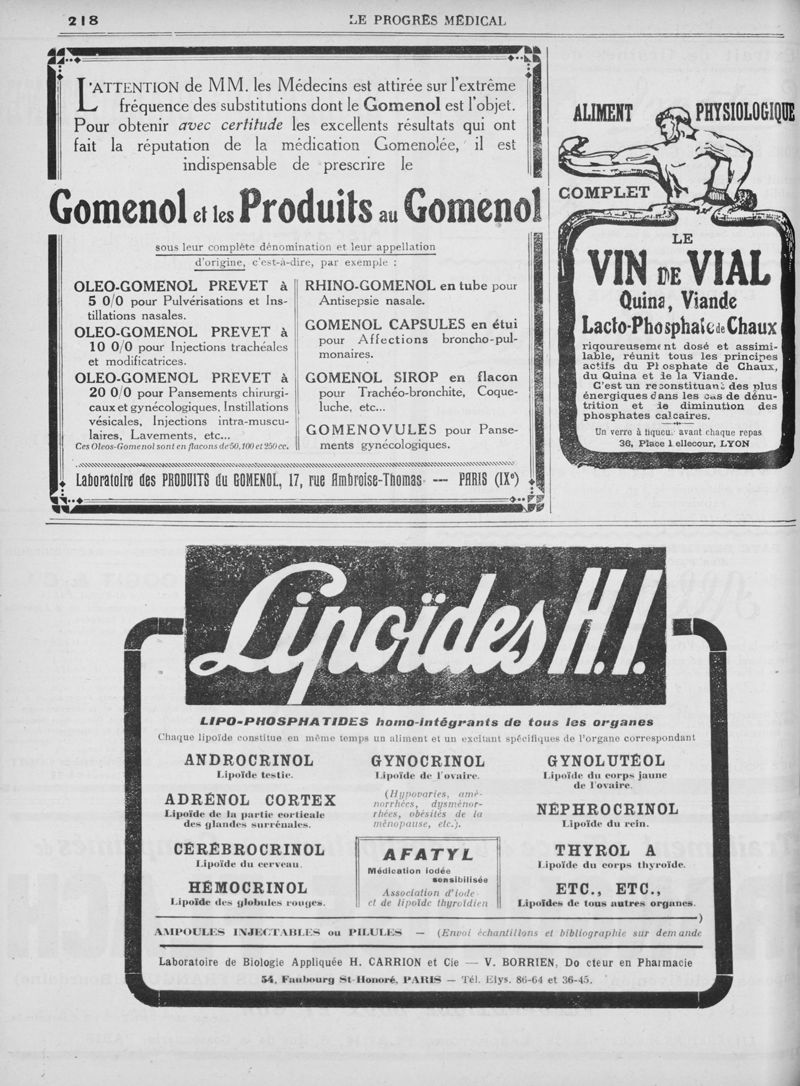 218
LE PROGRÈS MÉDICAL
L'ATTENTION de MM. les Médecins est attirée sur l'extrême
fréquence des substitutions dont le Gomenol est l'objet.
Pour obtenir avec certitude les excellents résultats qui ont
fait la réputation de la médication Gomenolée, il est
indispensable de prescrire le
Gomenol et les Produits au Gomenol
sous leur complète dénomination et leur appellation
d'origine, c'est-à-dire, par exemple :
OLEO-GOMENOL PREVET à
5 0/0 pour Pulvérisations et Ins-
tillations nasales.
OLEO-GOMENOL PREVET à
10 0/0 pour Injections trachéales
et modificatrices.
OLEO-GOMENOL PREVET à
20 0/0 pour Pansements chirurgi-
caux et gynécologiques, Instillations
vésicales, Injections intra-muscu-
laires, Lavements, etc...
Ces Oleos-Gomenol sont en flacons de 50, 100 et 250 cc.
RHINO-GOMENOL en tube pour
Antisepsie nasale.
GOMENOL CAPSULES en étui
pour Affections broncho-pul-
monaires.
GOMENOL SIROP en flacon
pour Trachéo-bronchite, Coque-
luche, etc...
GOMENOVULES pour Panse-
ments gynécologiques.
Laboratoire des PRODUITS du GOMENOL, 17, rue Ambroise-Thomas — PARIS (IXe)
ALIMENT PHYSIOLOGIQUE
COMPLET
LE
VIN DE VIAL
Quina, Viande
Lacto-Phosphate de Chaux
rigoureusement dosé et assimi-
lable, réunit tous les principes
actifs du Pl osphate de Chaux,
du Quina et de la Viande.
C'est un reconstituant des plus
énergiques dans les cas de dénu-
trition et de diminution des
phosphates calcaires.
Un verre à liqueu. avant chaque repas
36, Place 1 ellecour, LYON
Lipoïdes H.I.
LIPO-PHOSPHATIDES homo-intégrants de tous les organes
Chaque lipoïde constitue en même temps un aliment et un excitant spécifiques de l'organe correspondant
ANDROCRINOL
Lipoïde testic.
ADRÉNOL CORTEX
Lipoïde de la partie corticale
des glandes surrénales.
CÉRÉBROCRINOL
Lipoïde du cerveau.
HÉMOCRINOL
Lipoïde des globules rouges.
GYNOCRINOL
Lipoïde de l'ovaire.
(Hypovaries, amé-
norrhées, dysménor-
rhées, obésités de la
ménopause, etc.).
AFATYL
Médication iodée
sensibilisée
Association d'iode
et de lipoïde thyroïdien
GYNOLUTÉOL
Lipoïde du corps jaune
de l'ovaire.
NÉPHROCRINOL
Lipoïde du rein.
THYROL A
Lipoïde du corps thyroïde.
ETC., ETC.,
Lipoïdes de tous autres organes.
AMPOULES INJECTABLES ou PILULES — (Envoi échantillons et bibliographie sur demande)
Laboratoire de Biologie Appliquée H. CARRION et Cie — V. BORRIEN, Do cteur en Pharmacie
54, Faubourg St-Honoré, PARIS — Tél. Elys. 86-64 et 36-45.